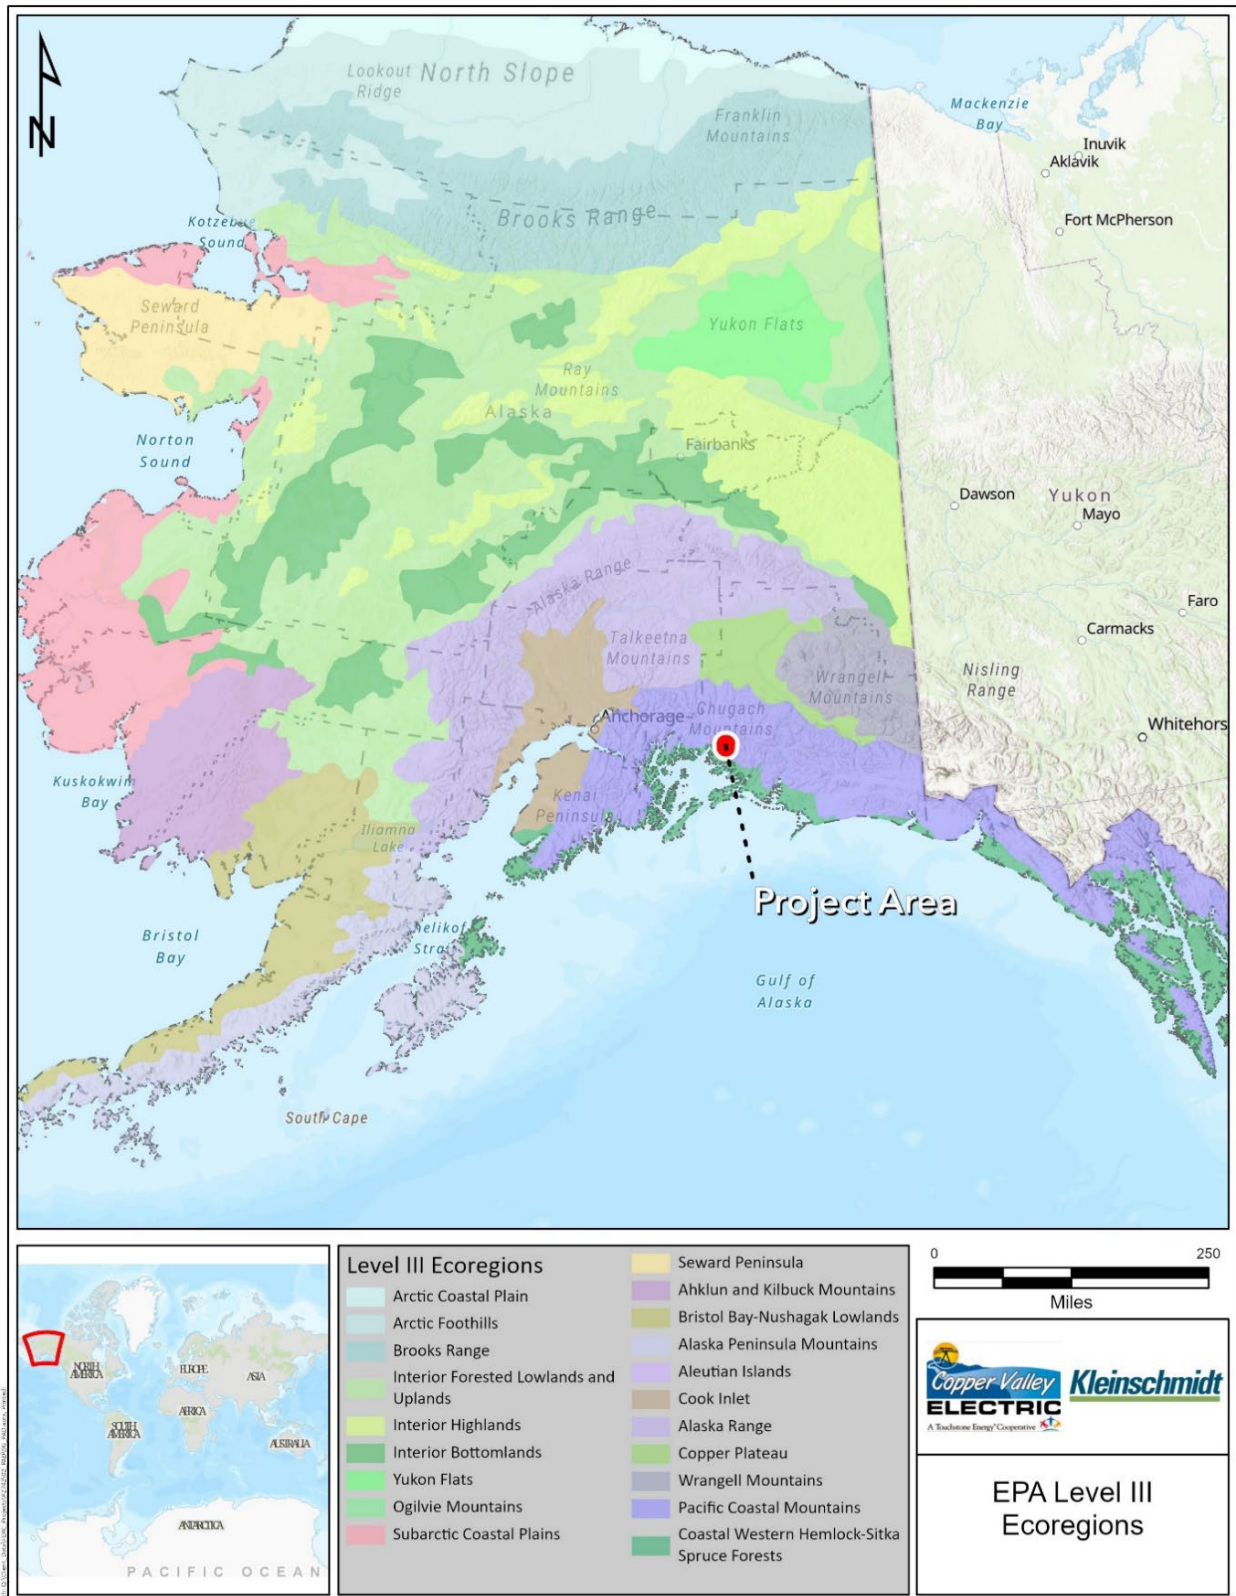 N
Lookout
Ridge
North Slope
Franklin
Mountains
Mackenzie
Bay
Inuvik
Aklavik
Fort McPherson
Brooks Range
Kotzebue
Sound
Seward
Peninsula
Yukon Flats
Ray
Mountains
Alaska
Norton
Sound
Fairbanks
Dawson
Yukon
Mayo
Alaska Range
Faro
Carmacks
Talkeetna
Mountains
Wrangell
Mountains
Nisling
Range
Anchorage
Chugach
Mountains
Whitehors
Kuskokwim
Bay
Kenai
Peninsula
Iliamna
Lake
Project Area
Bristol
Bay
helikof
Stra
Gulf of
Alaska
South Cape
NORTH
AMERICA
EUROPE
ASIA
AFRICA
SOUTH
AMERICA
AUSTRALIA
ANTARCTICA
PACIFIC OCEAN
Level III Ecoregions
Arctic Coastal Plain
Arctic Foothills
Brooks Range
Interior Forested Lowlands and
Uplands
Interior Highlands
Interior Bottomlands
Yukon Flats
Ogilvie Mountains
Subarctic Coastal Plains
Seward Peninsula
Ahklun and Kilbuck Mountains
Bristol Bay-Nushagak Lowlands
Alaska Peninsula Mountains
Aleutian Islands
Cook Inlet
Alaska Range
Copper Plateau
Wrangell Mountains
Pacific Coastal Mountains
Coastal Western Hemlock-Sitka
Spruce Forests
0 250
Miles
Copper Valley
ELECTRIC
A Touchstone Energy® Cooperative
Kleinschmidt
EPA Level III
Ecoregions